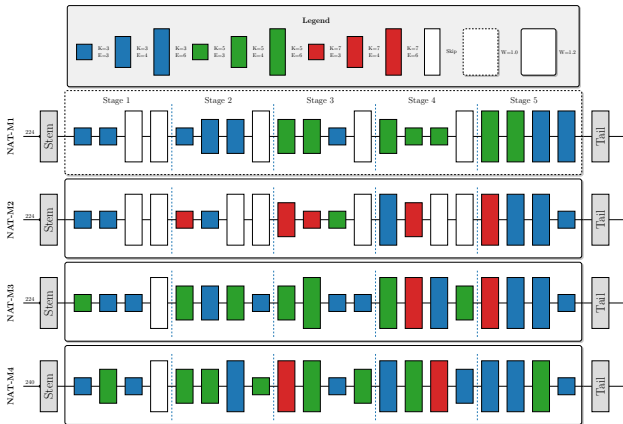 Legend
K=3 E=3
K=3 E=4
K=3 E=6
K=5 E=3
K=5 E=4
K=5 E=6
K=7 E=3
K=7 E=4
K=7 E=6
Skip
W=1.0
W=1.2
Stage 1 Stage 2 Stage 3 Stage 4 Stage 5
NAT-M1 224 Stem Tail
NAT-M2 224 Stem Tail
NAT-M3 224 Stem Tail
NAT-M4 240 Stem Tail